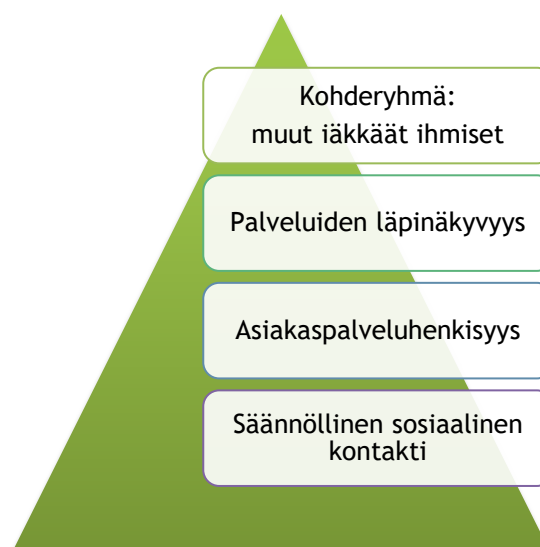 Kohderyhmä:
muut iäkkäät ihmiset
Palveluiden läpinäkyvyys
Asiakaspalveluhenkisyys
Säännöllinen sosiaalinen
kontakti